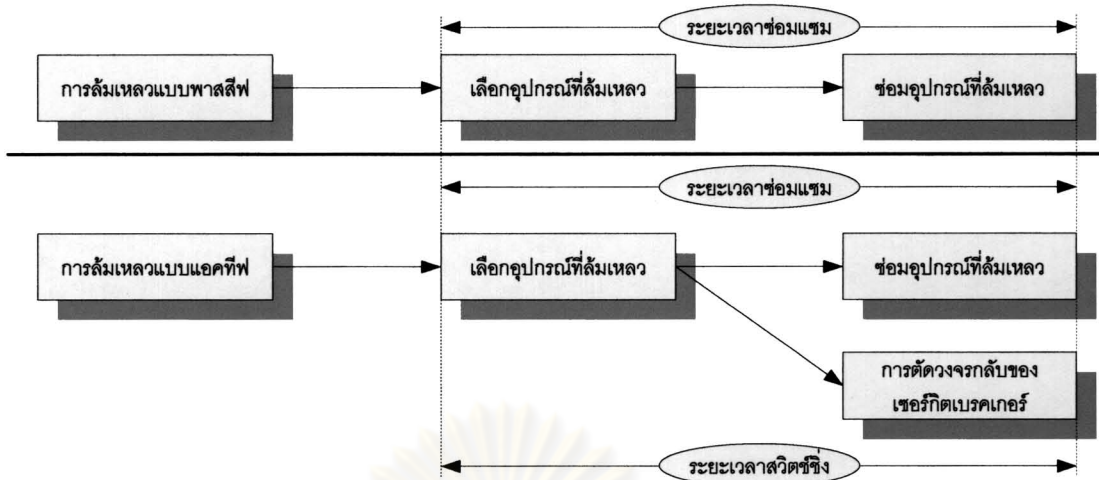 ระยะเวลาซ่อมแซม
การล้มเหลวแบบพาสสีฟ
เลือกอุปกรณ์ที่ล้มเหลว
ซ่อมอุปกรณ์ที่ล้มเหลว
ระยะเวลาซ่อมแซม
การล้มเหลวแบบแอคทีฟ
เลือกอุปกรณ์ที่ล้มเหลว
ซ่อมอุปกรณ์ที่ล้มเหลว
การตัดวงจรกลับของ
เซอร์กิตเบรคเกอร์
ระยะเวลาสวิตช์ชิ่ง